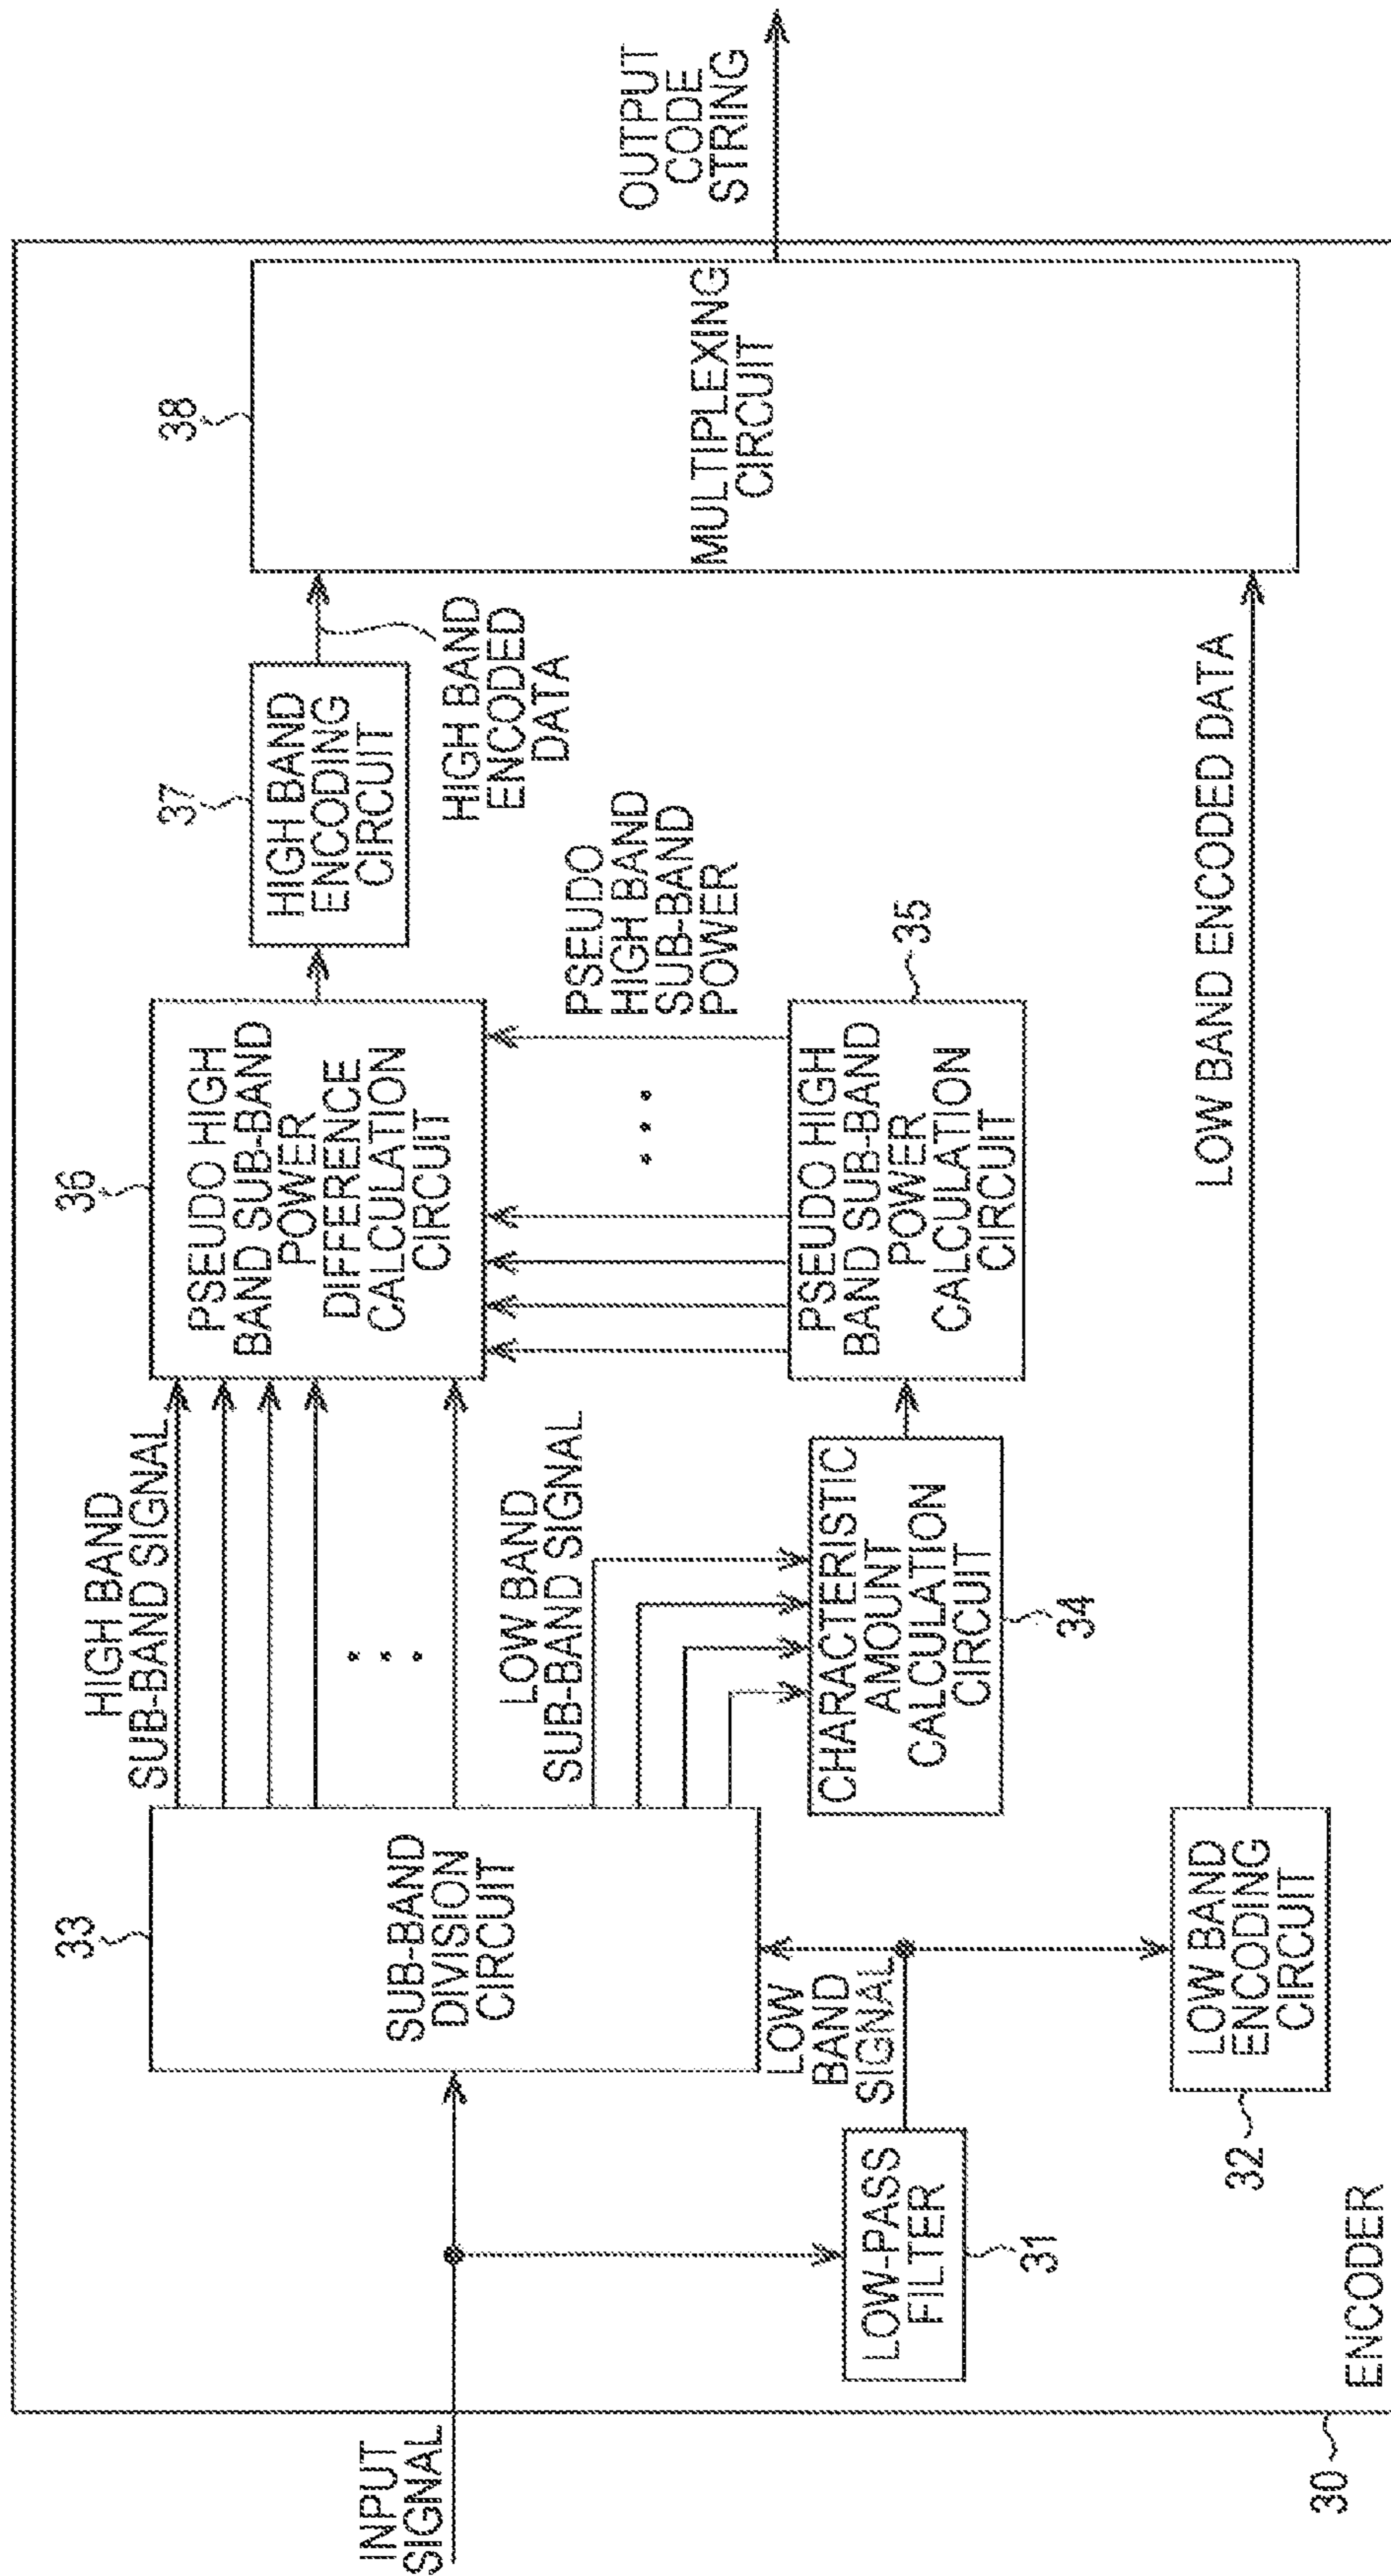 INPUT
SIGNAL
30
ENCODER
33
SUB-BAND
DIVISION
CIRCUIT
HIGH BAND
SUB-BAND SIGNAL
LOW BAND
SUB-BAND SIGNAL
LOW
BAND
SIGNAL
LOW-PASS
FILTER
31
LOW BAND
ENCODING
CIRCUIT
32
CHARACTERISTIC
AMOUNT
CALCULATION
CIRCUIT
34
36
PSEUDO HIGH
BAND SUB-BAND
POWER
DIFFERENCE
CALCULATION
CIRCUIT
PSEUDO
HIGH BAND
SUB-BAND
POWER
35
PSEUDO HIGH
BAND SUB-BAND
POWER
CALCULATION
CIRCUIT
37
HIGH BAND
ENCODING
CIRCUIT
HIGH BAND
ENCODED
DATA
LOW BAND ENCODED DATA
38
MULTIPLEXING
CIRCUIT
OUTPUT
CODE
STRING